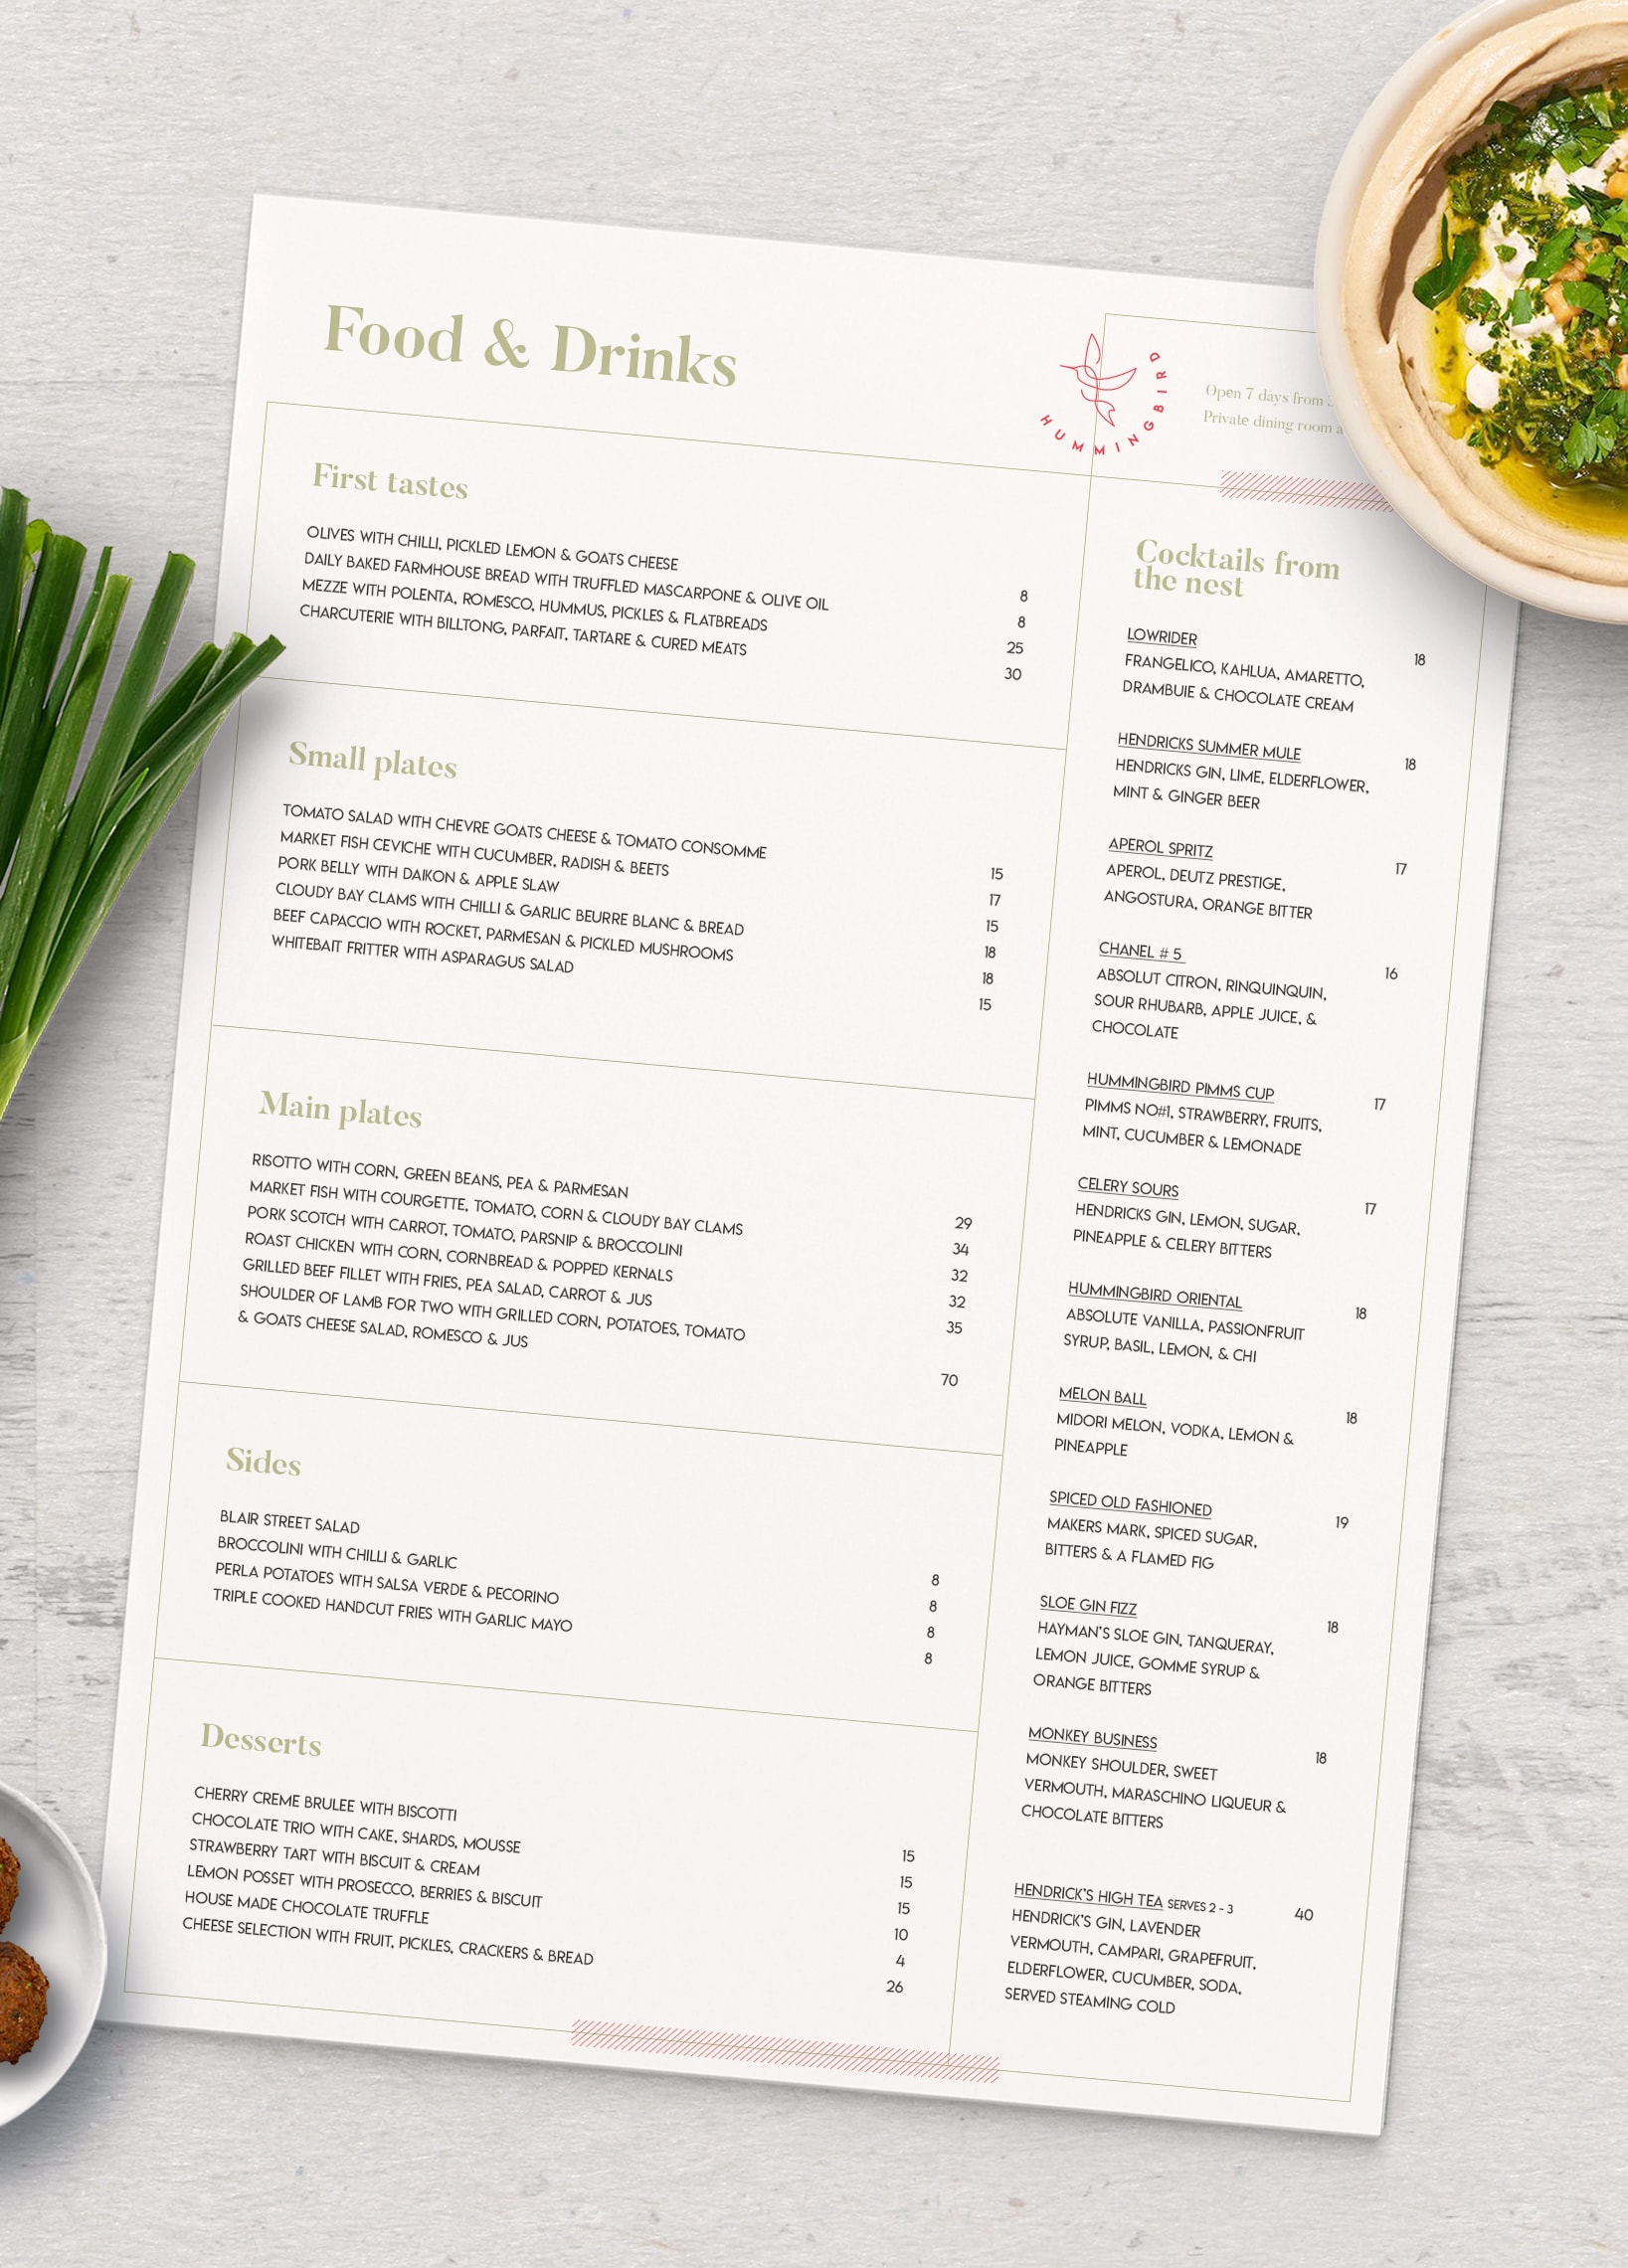 Food & Drinks
HUMMINGBIRD
Open 7 days from
Private dining room
First tastes
OLIVES WITH CHILLI, PICKLED LEMON & GOATS CHEESE 8
DAILY BAKED FARMHOUSE BREAD WITH TRUFFLED MASCARPONE & OLIVE OIL 8
MEZZE WITH POLENTA, ROMESCO, HUMMUS, PICKLES & FLATBREADS 25
CHARCUTERIE WITH BILLTONG, PARFAIT, TARTARE & CURED MEATS 30
Small plates
TOMATO SALAD WITH CHEVRE GOATS CHEESE & TOMATO CONSOMME 15
MARKET FISH CEVICHE WITH CUCUMBER, RADISH & BEETS 17
PORK BELLY WITH DAIKON & APPLE SLAW 15
CLOUDY BAY CLAMS WITH CHILLI & GARLIC BEURRE BLANC & BREAD 18
BEEF CAPACCIO WITH ROCKET, PARMESAN & PICKLED MUSHROOMS 18
WHITEBAIT FRITTER WITH ASPARAGUS SALAD 15
Main plates
RISOTTO WITH CORN, GREEN BEANS, PEA & PARMESAN 29
MARKET FISH WITH COURGETTE, TOMATO, CORN & CLOUDY BAY CLAMS 34
PORK SCOTCH WITH CARROT, TOMATO, PARSNIP & BROCCOLINI 32
ROAST CHICKEN WITH CORN, CORNBREAD & POPPED KERNALS 32
GRILLED BEEF FILLET WITH FRIES, PEA SALAD, CARROT & JUS 35
SHOULDER OF LAMB FOR TWO WITH GRILLED CORN, POTATOES, TOMATO
& GOATS CHEESE SALAD, ROMESCO & JUS 70
Sides
BLAIR STREET SALAD 8
BROCCOLINI WITH CHILLI & GARLIC 8
PERLA POTATOES WITH SALSA VERDE & PECORINO 8
TRIPLE COOKED HANDCUT FRIES WITH GARLIC MAYO 8
Desserts
CHERRY CREME BRULEE WITH BISCOTTI 15
CHOCOLATE TRIO WITH CAKE, SHARDS, MOUSSE 15
STRAWBERRY TART WITH BISCUIT & CREAM 15
LEMON POSSET WITH PROSECCO, BERRIES & BISCUIT 10
HOUSE MADE CHOCOLATE TRUFFLE 4
CHEESE SELECTION WITH FRUIT, PICKLES, CRACKERS & BREAD 26
Cocktails from
the nest
LOWRIDER 18
FRANGELICO, KAHLUA, AMARETTO,
DRAMBUIE & CHOCOLATE CREAM
HENDRICKS SUMMER MULE 18
HENDRICKS GIN, LIME, ELDERFLOWER,
MINT & GINGER BEER
APEROL SPRITZ 17
APEROL, DEUTZ PRESTIGE,
ANGOSTURA, ORANGE BITTER
CHANEL # 5 16
ABSOLUT CITRON, RINQUINQUIN,
SOUR RHUBARB, APPLE JUICE, &
CHOCOLATE
HUMMINGBIRD PIMMS CUP 17
PIMMS NO#1, STRAWBERRY, FRUITS,
MINT, CUCUMBER & LEMONADE
CELERY SOURS 17
HENDRICKS GIN, LEMON, SUGAR,
PINEAPPLE & CELERY BITTERS
HUMMINGBIRD ORIENTAL 18
ABSOLUTE VANILLA, PASSIONFRUIT
SYRUP, BASIL, LEMON, & CHI
MELON BALL 18
MIDORI MELON, VODKA, LEMON &
PINEAPPLE
SPICED OLD FASHIONED 19
MAKERS MARK, SPICED SUGAR,
BITTERS & A FLAMED FIG
SLOE GIN FIZZ 18
HAYMAN'S SLOE GIN, TANQUERAY,
LEMON JUICE, GOMME SYRUP &
ORANGE BITTERS
MONKEY BUSINESS 18
MONKEY SHOULDER, SWEET
VERMOUTH, MARASCHINO LIQUEUR &
CHOCOLATE BITTERS
HENDRICK'S HIGH TEA SERVES 2 - 3 40
HENDRICK'S GIN, LAVENDER
VERMOUTH, CAMPARI, GRAPEFRUIT,
ELDERFLOWER, CUCUMBER, SODA,
SERVED STEAMING COLD